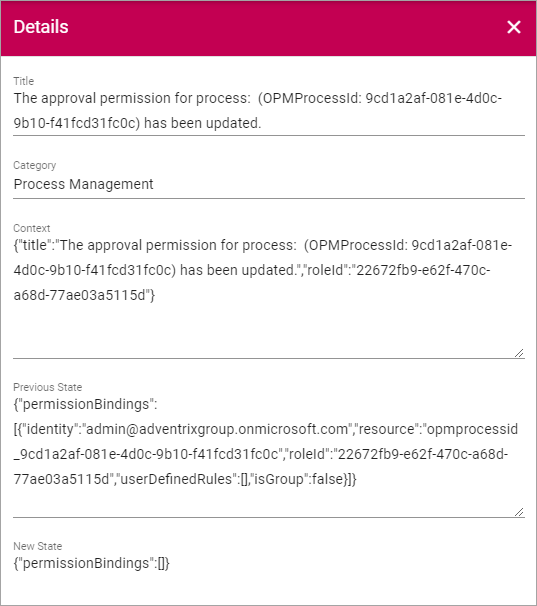 Details
Title
The approval permission for process:  (OPMProcessId: 9cd1a2af-081e-4d0c-
9b10-f41fcd31fc0c) has been updated.
Category
Process Management
Context
{"title":"The approval permission for process:  (OPMProcessId: 9cd1a2af-081e-
4d0c-9b10-f41fcd31fc0c) has been updated.","roleId":"22672fb9-e62f-470c-
a68d-77ae03a5115d"}
Previous State
{"permissionBindings":
[{"identity":"admin@adventrixgroup.onmicrosoft.com","resource":"opmprocessid
_9cd1a2af-081e-4d0c-9b10-f41fcd31fc0c","roleId":"22672fb9-e62f-470c-a68d-
77ae03a5115d","userDefinedRules":[],"isGroup":false}]}
New State
{"permissionBindings":[]}